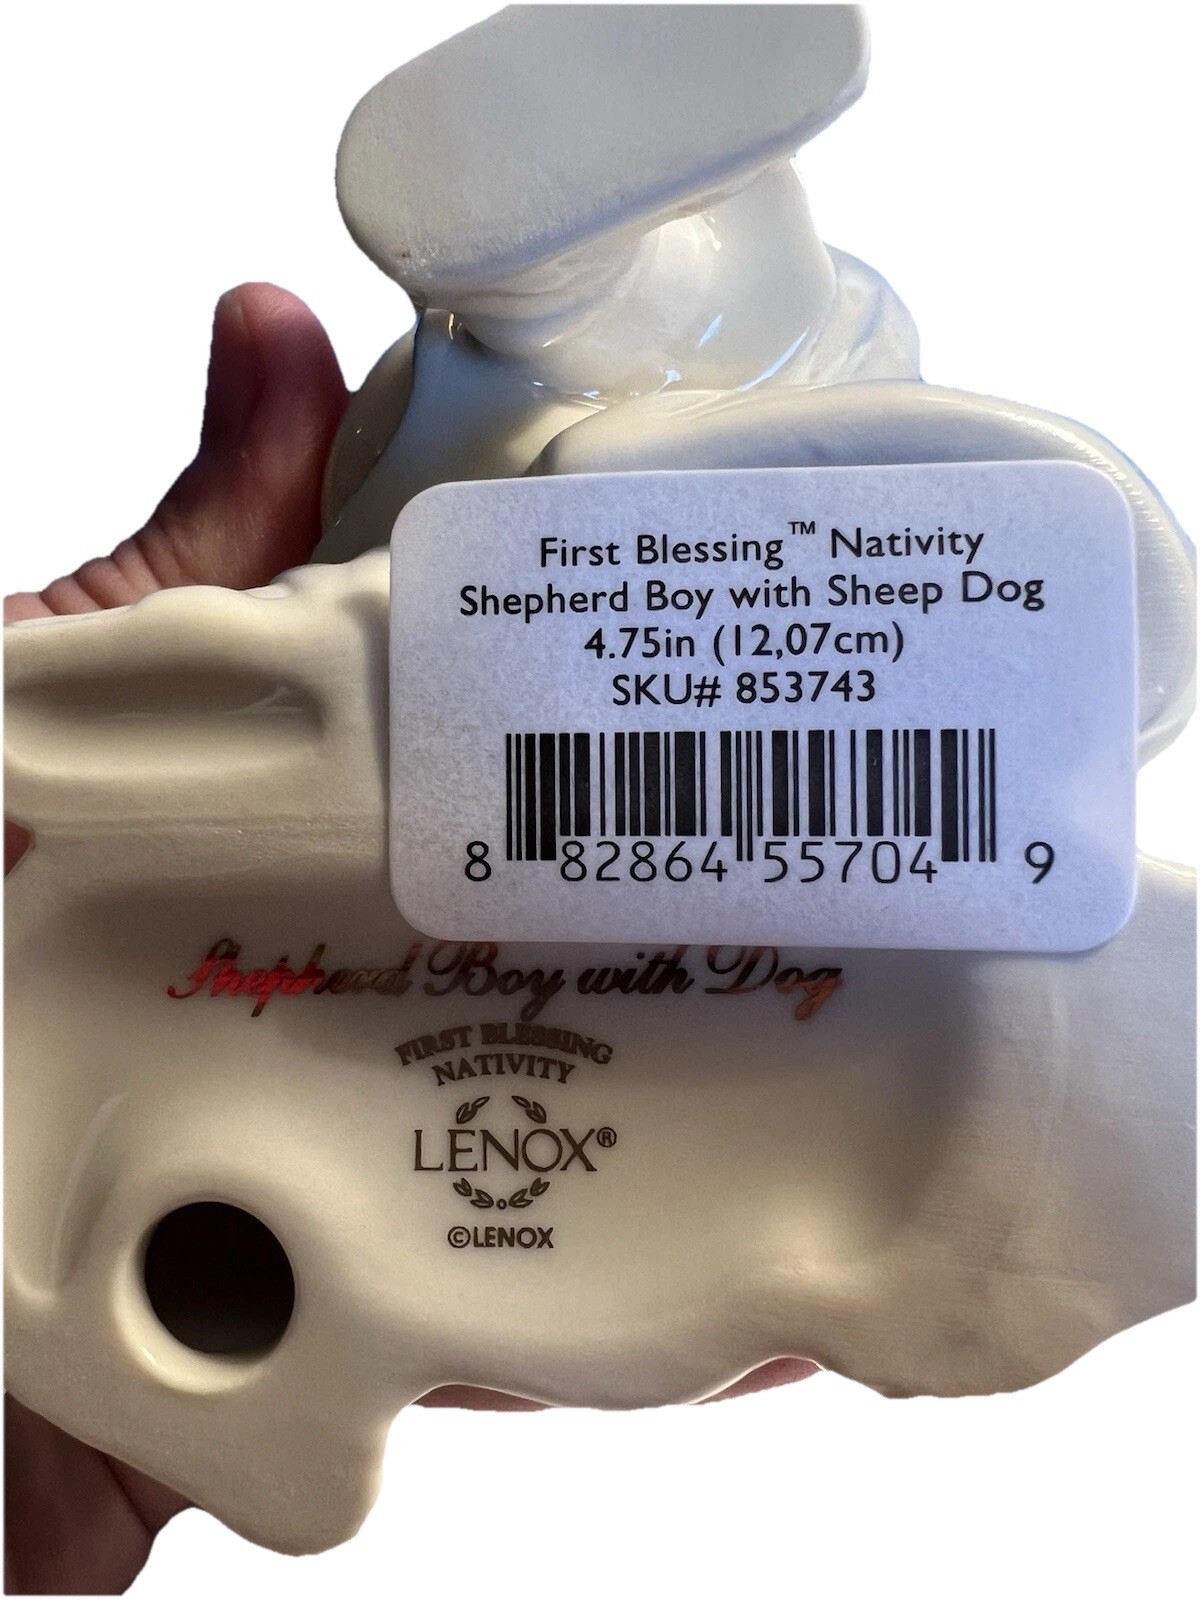 First Blessing™ Nativity
Shepherd Boy with Sheep Dog
4.75in (12,07cm)
SKU# 853743
8 82864 55704 9
Shepherd Boy with Dog
FIRST BLESSING
NATIVITY
LENOX®
©LENOX